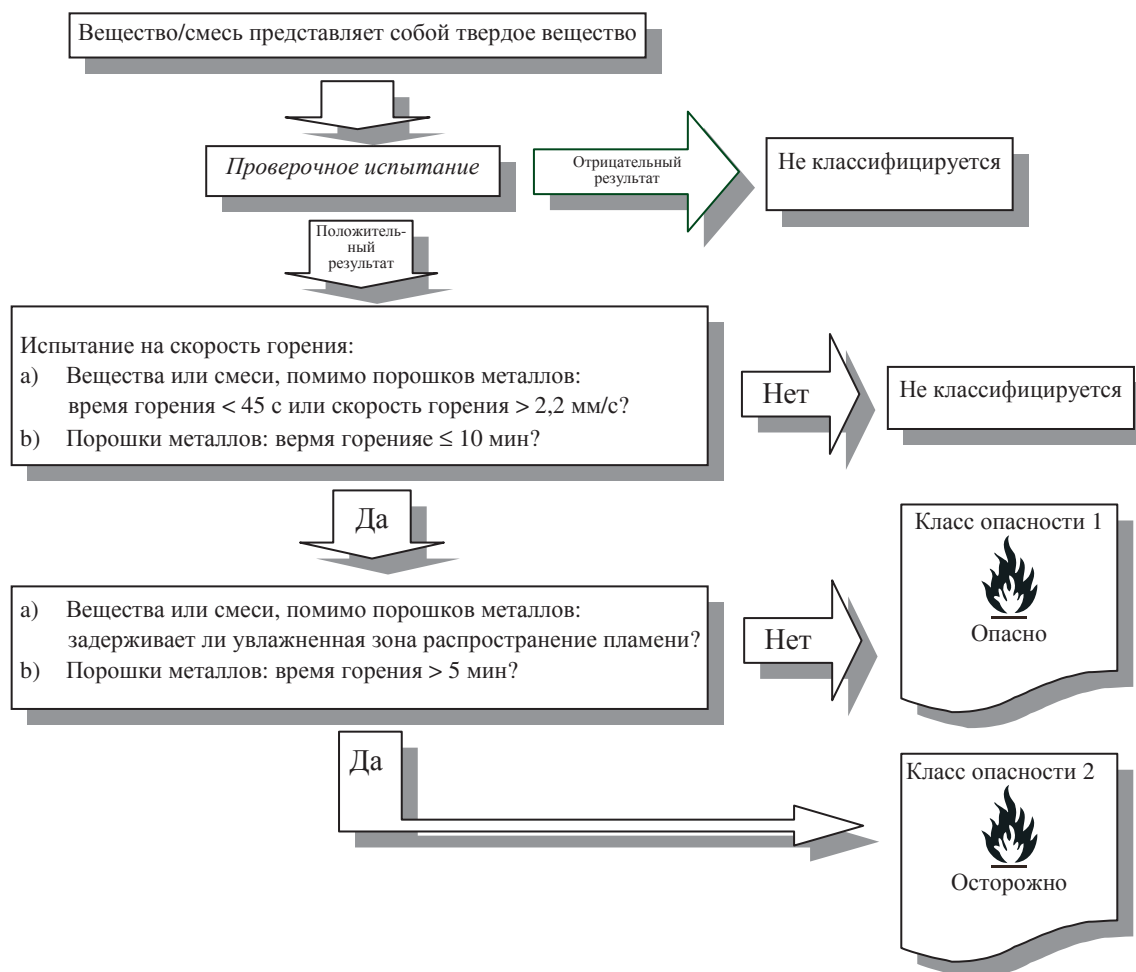 Вещество/смесь представляет собой твердое вещество
Проверочное испытание
Отрицательный
результат
Не классифицируется
Положитель-
ный
результат
Испытание на скорость горения:
a) Вещества или смеси, помимо порошков металлов:
время горения < 45 с или скорость горения > 2,2 мм/с?
b) Порошки металлов: вермя горенияе ≤ 10 мин?
Нет
Не классифицируется
Да
a) Вещества или смеси, помимо порошков металлов:
задерживает ли увлажненная зона распространение пламени?
b) Порошки металлов: время горения > 5 мин?
Нет
Класс опасности 1
Опасно
Да
Класс опасности 2
Осторожно